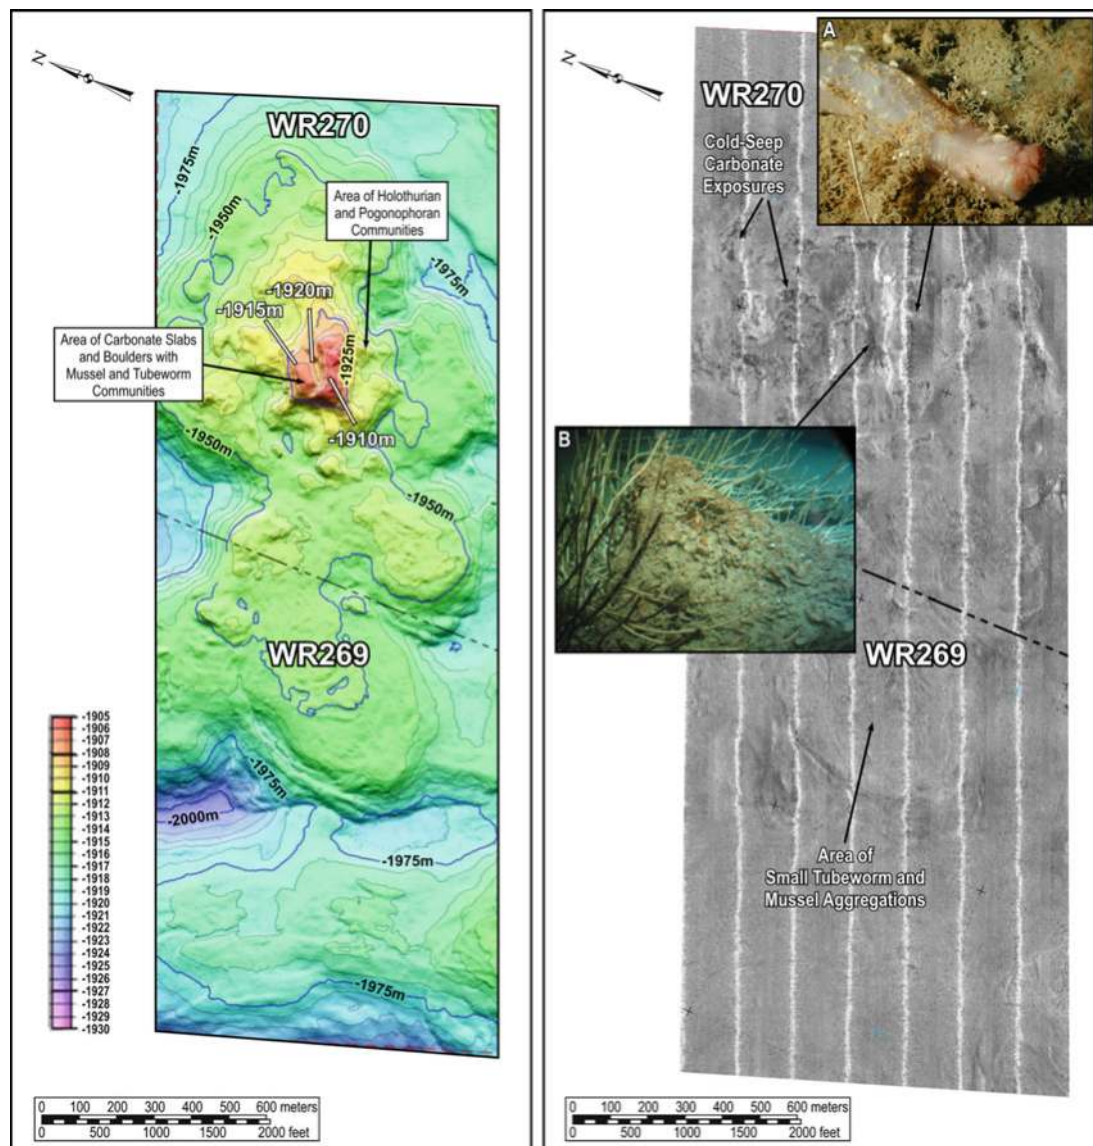 N
WR270
-1975m
-1950m
Area of Holothurian
and Pogonophoran
Communities
-1975m
-1920m
-1915m
Area of Carbonate Slabs
and Boulders with
Mussel and Tubeworm
Communities
-1925m
-1910m
-1950m
-1950m
WR269
-1905
-1906
-1907
-1908
-1909
-1910
-1911
-1912
-1913
-1914
-1915
-1916
-1917
-1918
-1919
-1920
-1921
-1922
-1923
-1924
-1925
-1926
-1927
-1928
-1929
-1930
-1975m
-2000m
-1975m
-1975m
0 100 200 300 400 500 600 meters
0 500 1000 1500 2000 feet
N
WR270
Cold-Seep
Carbonate
Exposures
A
B
WR269
Area of
Small Tubeworm and
Mussel Aggregations
0 100 200 300 400 500 600 meters
0 500 1000 1500 2000 feet